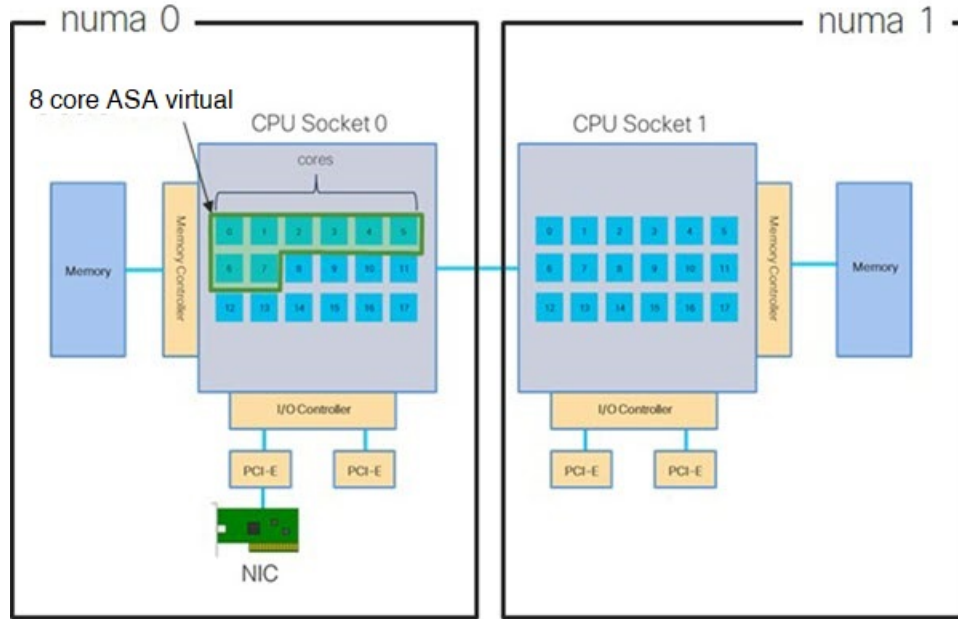 numa 0
numa 1
8 core ASA virtual
CPU Socket 0
CPU Socket 1
cores
Memory
Memory Controller
0 1 2 3 4 5
6 7 8 9 10 11
12 13 14 15 16 17
0 1 2 3 4 5
6 7 8 9 10 11
12 13 14 15 16 17
Memory Controller
Memory
I/O Controller
I/O Controller
PCI-E
PCI-E
PCI-E
PCI-E
NIC